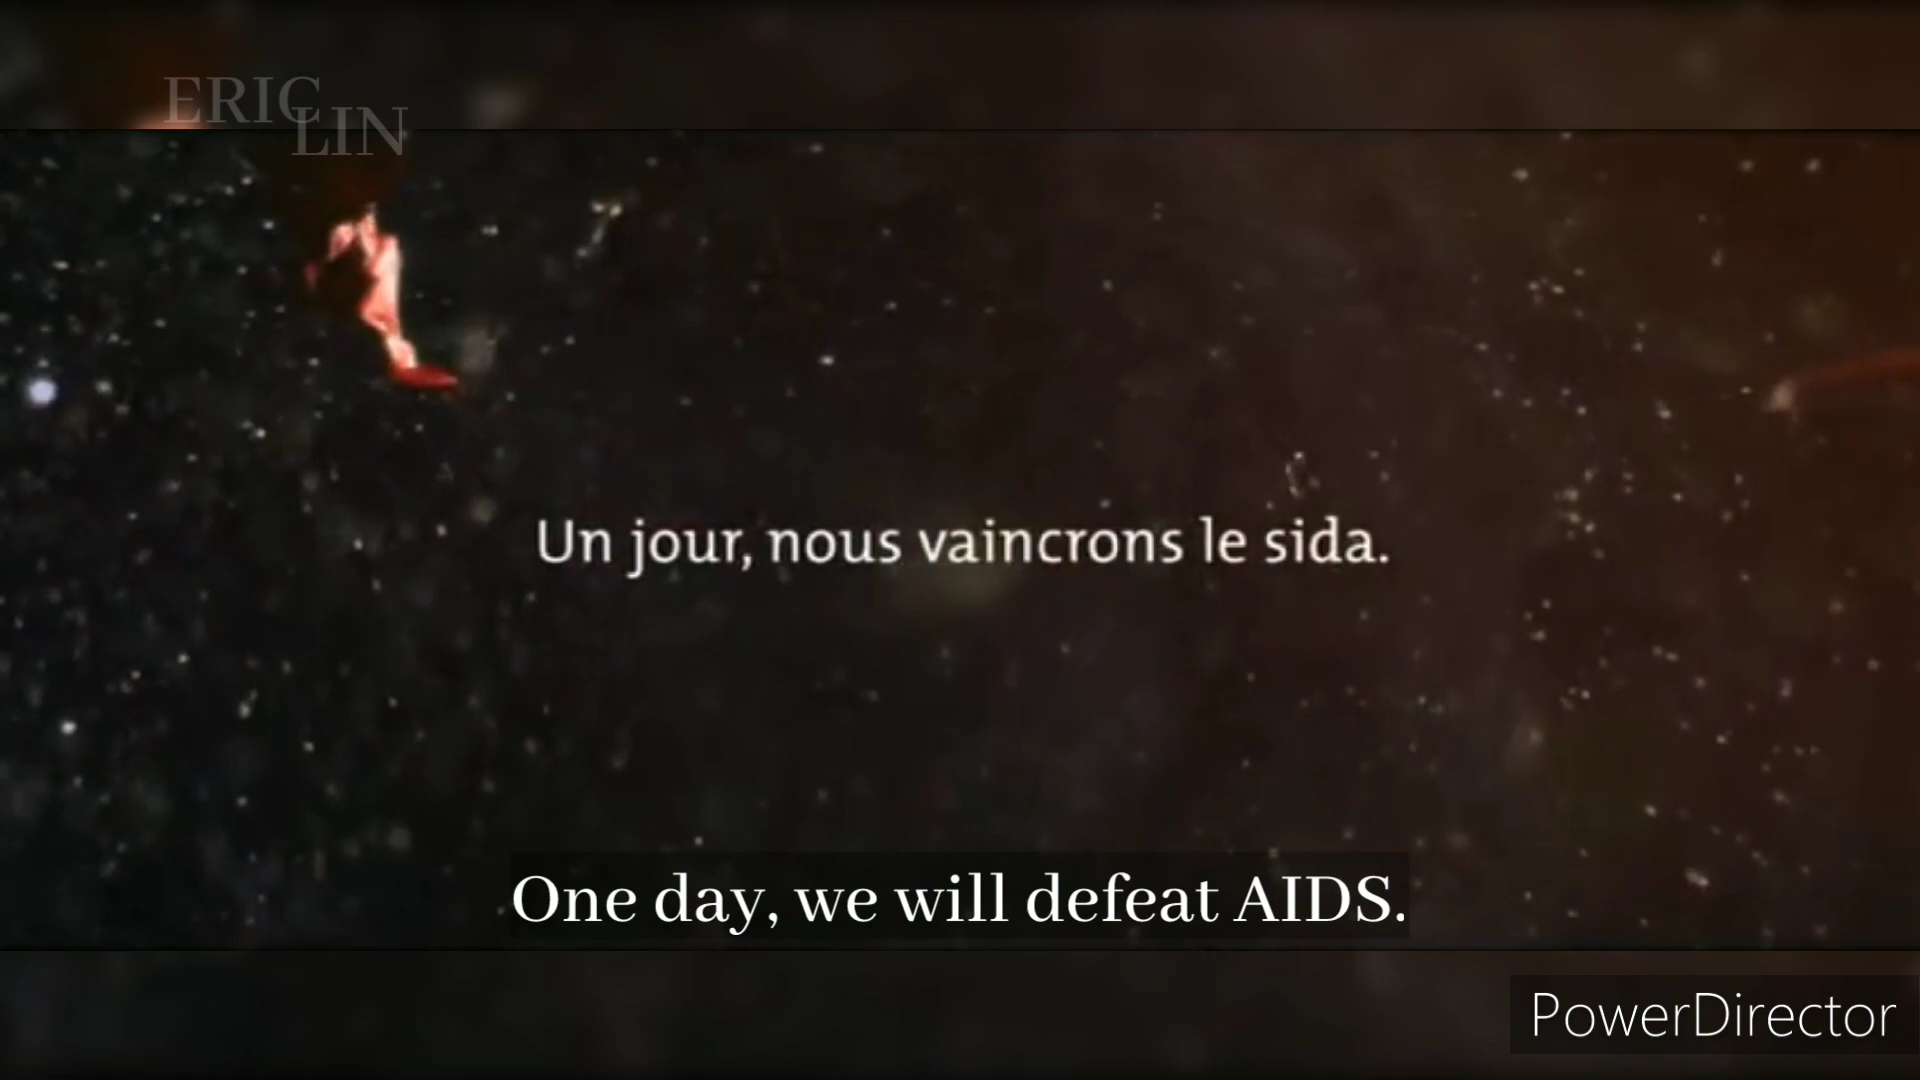 ERIC
LIN
Un jour, nous vaincrons le sida.
One day, we will defeat AIDS.
PowerDirector